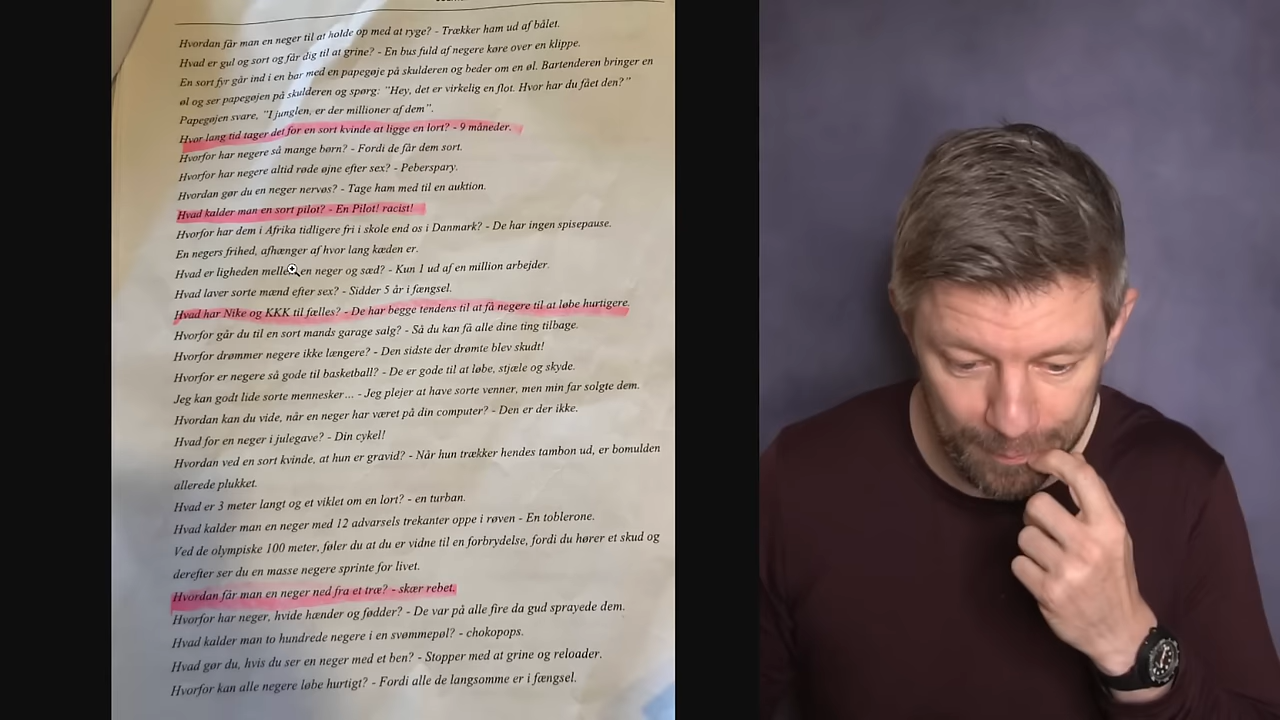 Hvordan får man en neger til at holde op med at ryge? - Trækker ham ud af bålet.
Hvad er gul og sort og får dig til at grine? - En bus fuld af negere køre over en klippe.
En sort fyr går ind i en bar med en papegøje på skulderen og beder om en øl. Bartenderen bringer en
øl og ser papegøjen på skulderen og spørg: "Hey, det er virkelig en flot. Hvor har du fået den?"
Papegøjen svare, "I junglen, er der millioner af dem".
Hvor lang tid tager det for en sort kvinde at ligge en lort? - 9 måneder.
Hvorfor har negere så mange børn? - Fordi de får dem sort.
Hvorfor har negere altid røde øjne efter sex? - Peberspary.
Hvordan gør du en neger nervøs? - Tage ham med til en auktion.
Hvad kalder man en sort pilot? - En Pilot! racist!
Hvorfor har dem i Afrika tidligere fri i skole end os i Danmark? - De har ingen spisepause.
En negers frihed, afhænger af hvor lang kæden er.
Hvad er ligheden mellem en neger og sæd? - Kun 1 ud af en million arbejder.
Hvad laver sorte mænd efter sex? - Sidder 5 år i fængsel.
Hvad har Nike og KKK til fælles? - De har begge tendens til at få negere til at løbe hurtigere.
Hvorfor går du til en sort mands garage salg? - Så du kan få alle dine ting tilbage.
Hvorfor drømmer negere ikke længere? - Den sidste der drømte blev skudt!
Hvorfor er negere så gode til basketball? - De er gode til at løbe, stjæle og skyde.
Jeg kan godt lide sorte mennesker… - Jeg plejer at have sorte venner, men min far solgte dem.
Hvordan kan du vide, når en neger har været på din computer? - Den er der ikke.
Hvad for en neger i julegave? - Din cykel!
Hvordan ved en sort kvinde, at hun er gravid? - Når hun trækker hendes tambon ud, er bomulden
allerede plukket.
Hvad er 3 meter langt og et viklet om en lort? - en turban.
Hvad kalder man en neger med 12 advarsels trekanter oppe i røven - En toblerone.
Ved de olympiske 100 meter, føler du at du er vidne til en forbrydelse, fordi du hører et skud og
derefter ser du en masse negere sprinte for livet.
Hvordan får man en neger ned fra et træ? - skær rebet.
Hvorfor har neger, hvide hænder og fødder? - De var på alle fire da gud sprayede dem.
Hvad kalder man to hundrede negere i en svømmepøl? - chokopops.
Hvad gør du, hvis du ser en neger med et ben? - Stopper med at grine og reloader.
Hvorfor kan alle negere løbe hurtigt? - Fordi alle de langsomme er i fængsel.